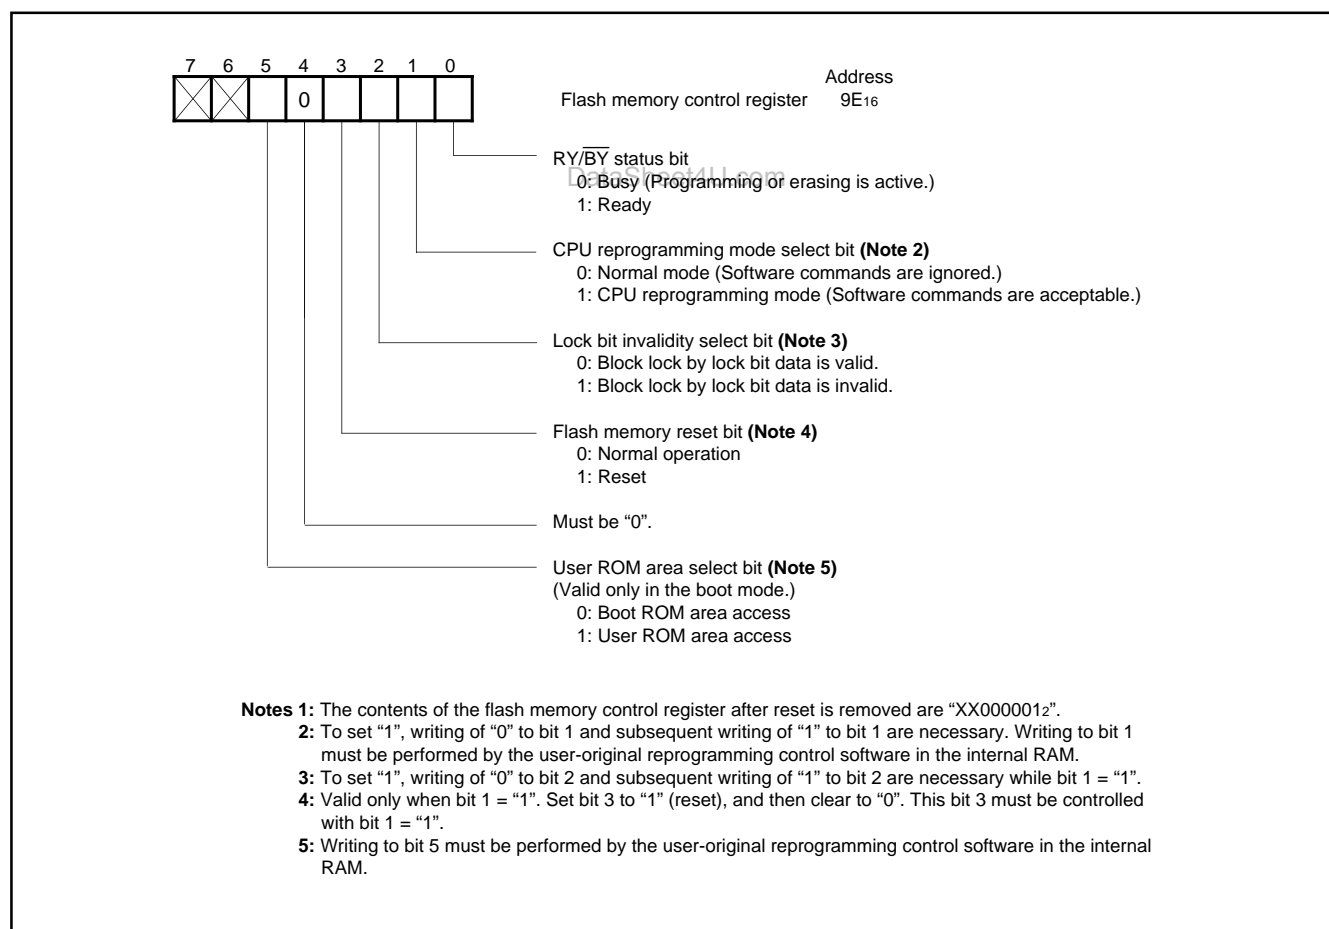 7 6 5 4 3 2 1 0
Address
0
Flash memory control register 9E16
RY/BY status bit
DataSheet4U.com
0: Busy (Programming or erasing is active.)
1: Ready
CPU reprogramming mode select bit (Note 2)
0: Normal mode (Software commands are ignored.)
1: CPU reprogramming mode (Software commands are acceptable.)
Lock bit invalidity select bit (Note 3)
0: Block lock by lock bit data is valid.
1: Block lock by lock bit data is invalid.
Flash memory reset bit (Note 4)
0: Normal operation
1: Reset
Must be “0”.
User ROM area select bit (Note 5)
(Valid only in the boot mode.)
0: Boot ROM area access
1: User ROM area access
Notes 1: The contents of the flash memory control register after reset is removed are “XX0000012”.
2: To set “1”, writing of “0” to bit 1 and subsequent writing of “1” to bit 1 are necessary. Writing to bit 1
must be performed by the user-original reprogramming control software in the internal RAM.
3: To set “1”, writing of “0” to bit 2 and subsequent writing of “1” to bit 2 are necessary while bit 1 = “1”.
4: Valid only when bit 1 = “1”. Set bit 3 to “1” (reset), and then clear to “0”. This bit 3 must be controlled
with bit 1 = “1”.
5: Writing to bit 5 must be performed by the user-original reprogramming control software in the internal
RAM.